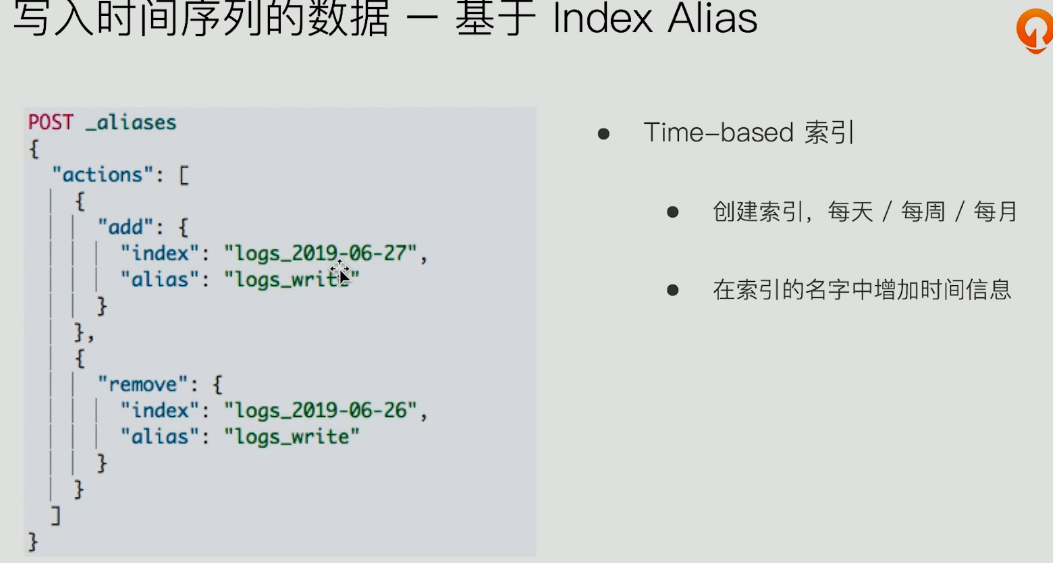 写入时间序列的数据 – 基于 Index Alias
POST _aliases
{
"actions": [
{
"add": {
"index": "logs_2019-06-27",
"alias": "logs_write"
}
},
{
"remove": {
"index": "logs_2019-06-26",
"alias": "logs_write"
}
}
]
}
● Time-based 索引
● 创建索引，每天 / 每周 / 每月
● 在索引的名字中增加时间信息